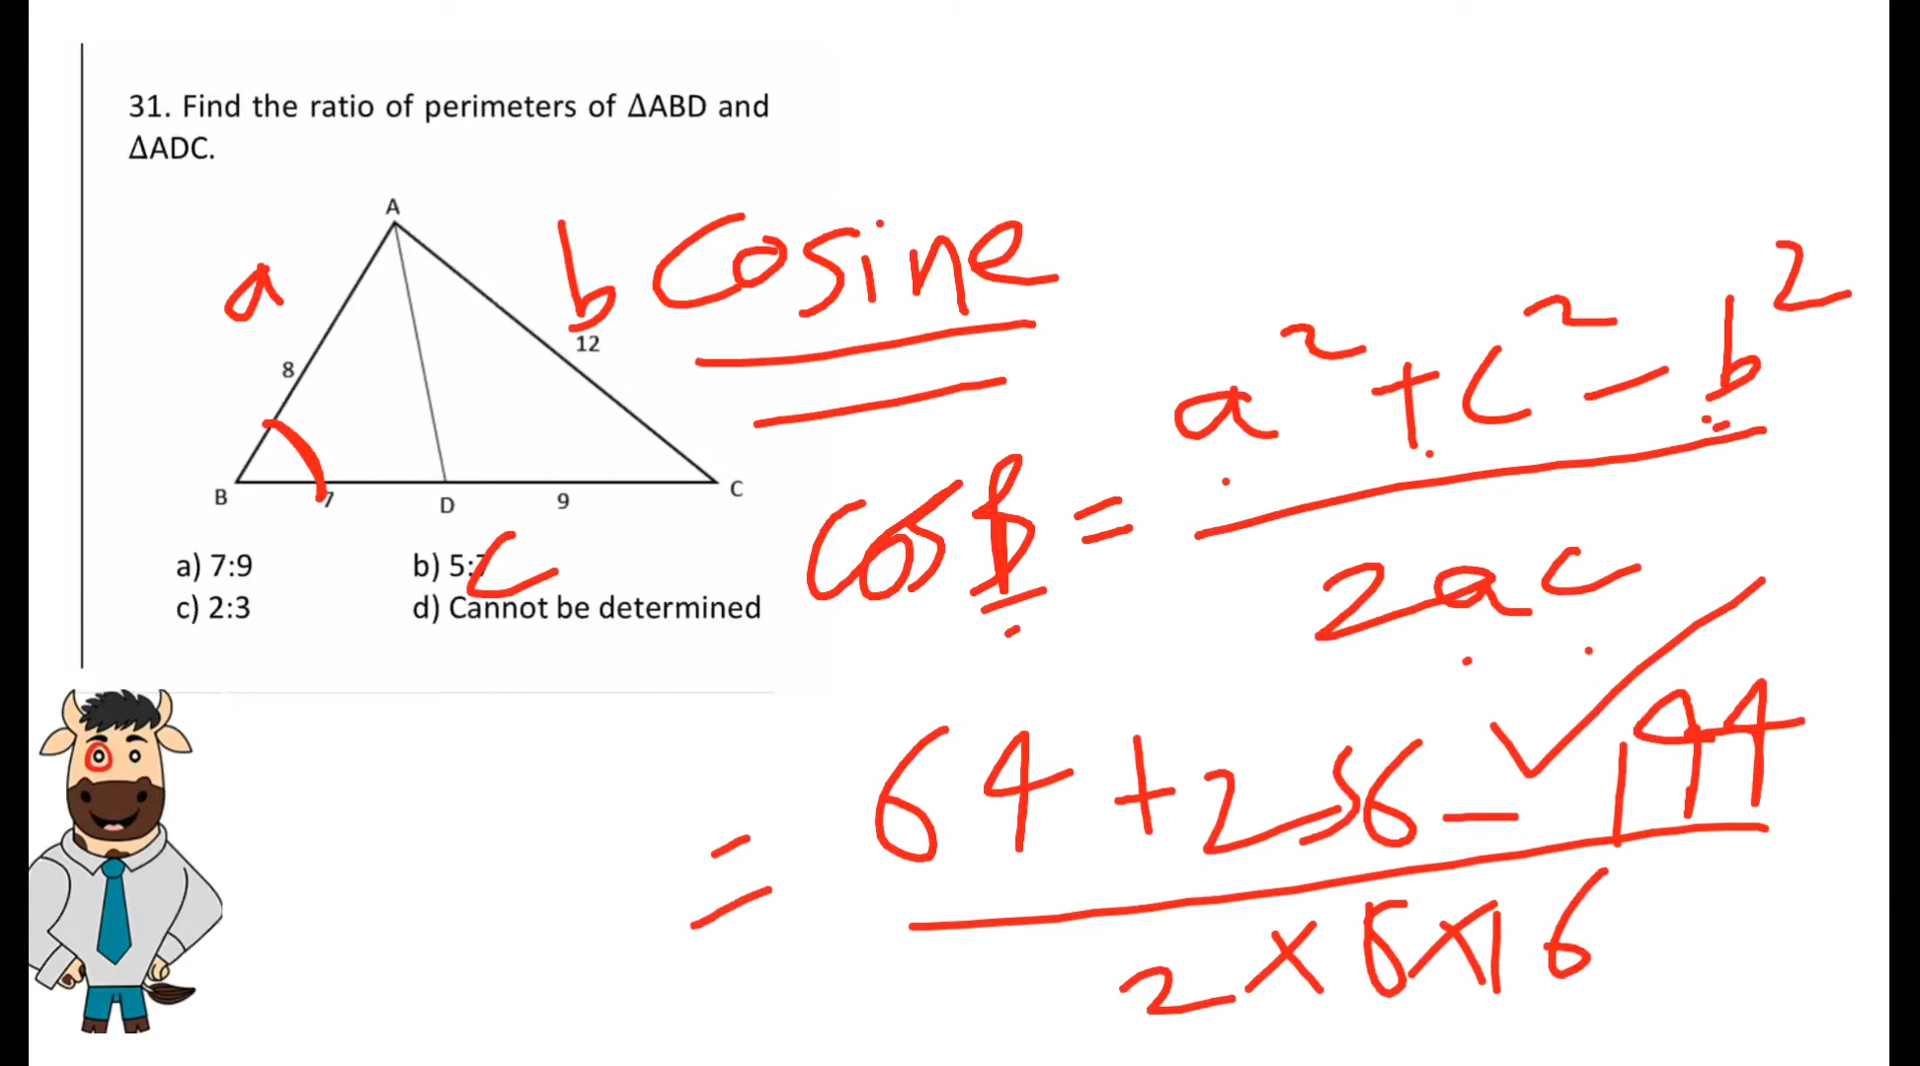 31. Find the ratio of perimeters of ΔABD and
ΔADC.
A
a
b
cosine
8
12
B
7
D
9
C
c
a) 7:9
b) 5:7
c) 2:3
d) Cannot be determined
cosB = a² + c² − b² / 2ac
= 64 + 256 − 144 / 2 × 8 × 16